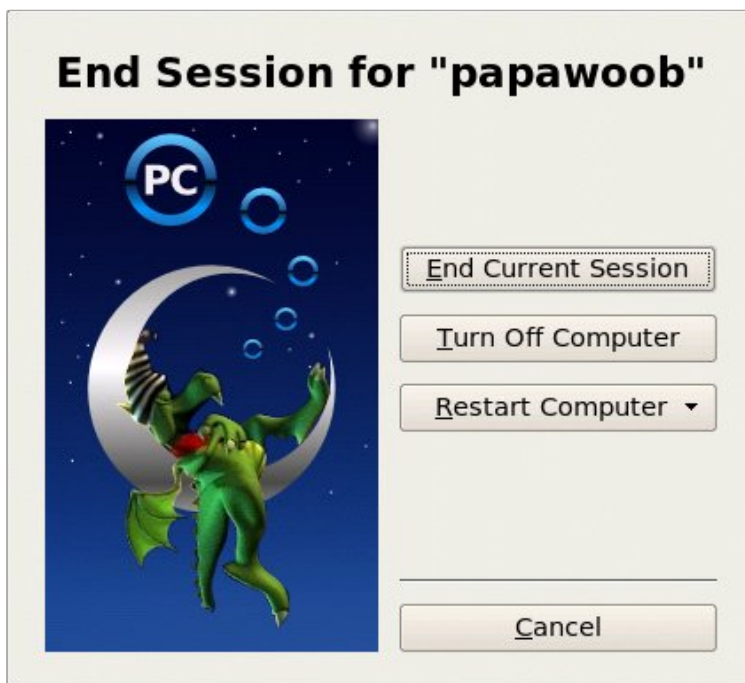 End Session for "papawoob"
PC
End Current Session
Turn Off Computer
Restart Computer
Cancel